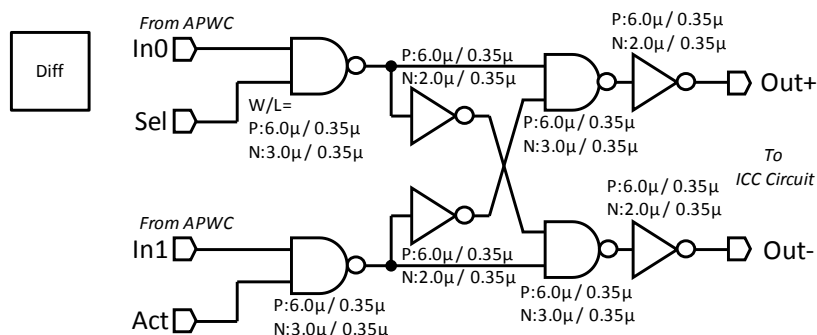 From APWC
In0
Diff
Sel
W/L=
P:6.0μ/ 0.35μ
N:3.0μ/ 0.35μ
P:6.0μ/ 0.35μ
N:2.0μ/ 0.35μ
P:6.0μ/ 0.35μ
N:2.0μ/ 0.35μ
Out+
P:6.0μ/ 0.35μ
N:3.0μ/ 0.35μ
To
ICC Circuit
From APWC
In1
Act
P:6.0μ/ 0.35μ
N:3.0μ/ 0.35μ
P:6.0μ/ 0.35μ
N:2.0μ/ 0.35μ
P:6.0μ/ 0.35μ
N:2.0μ/ 0.35μ
Out-
P:6.0μ/ 0.35μ
N:3.0μ/ 0.35μ